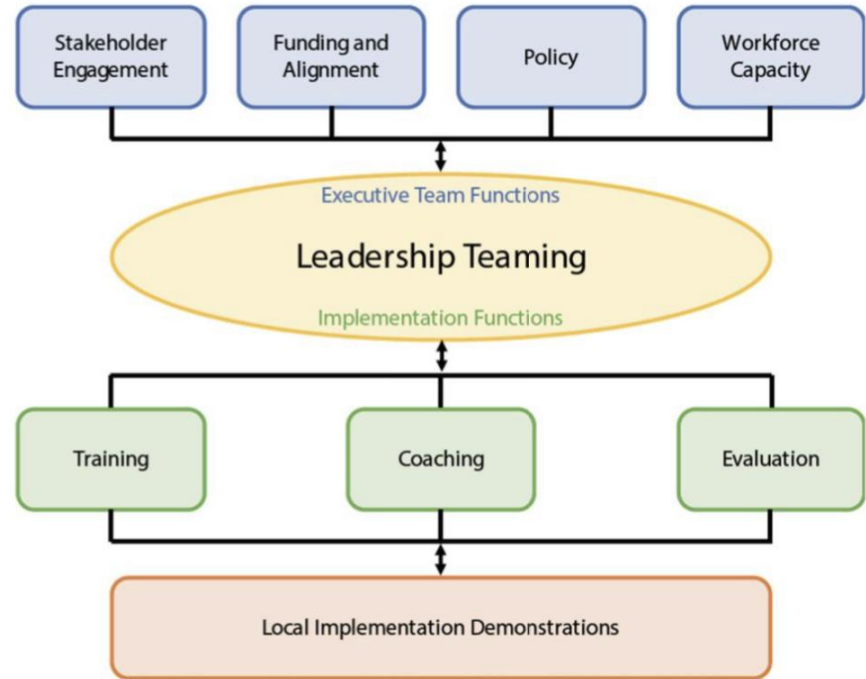 Stakeholder
Engagement
Funding and
Alignment
Policy
Workforce
Capacity
Executive Team Functions
Leadership Teaming
Implementation Functions
Training
Coaching
Evaluation
Local Implementation Demonstrations